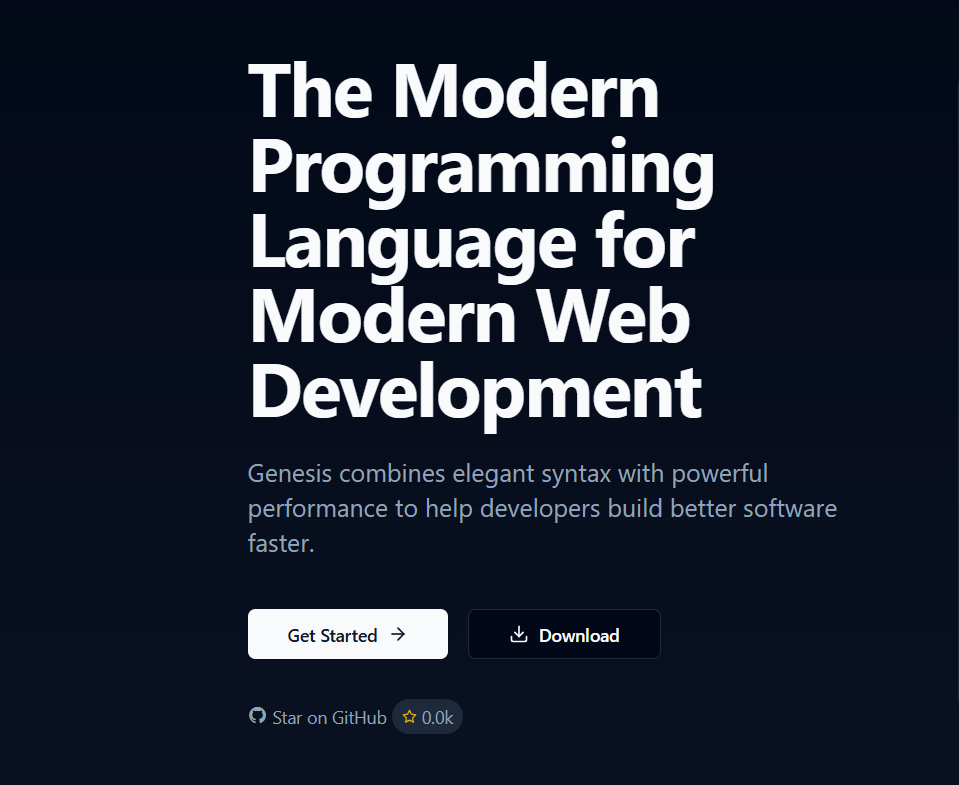 The Modern
Programming
Language for
Modern Web
Development
Genesis combines elegant syntax with powerful
performance to help developers build better software
faster.
Get Started
Download
Star on GitHub 0.0k